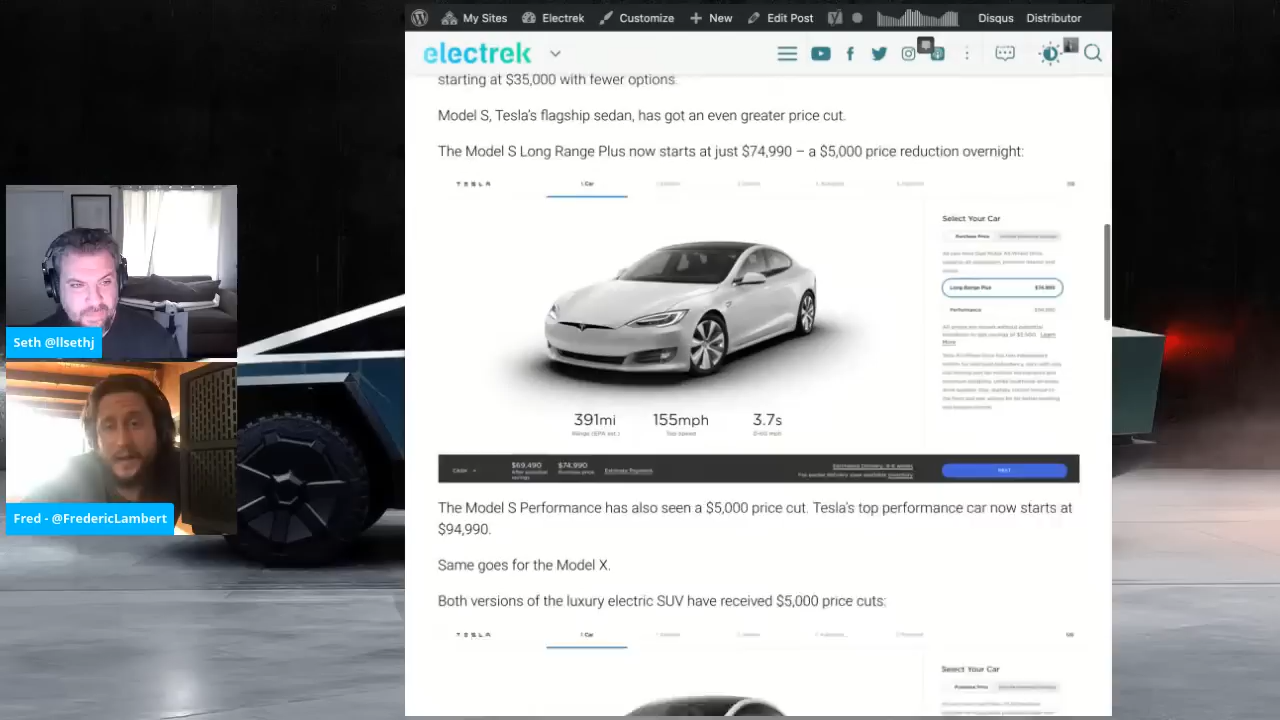 My Sites Electrek Customize New Edit Post Disqus Distributor
electrek
starting at $35,000 with fewer options.
Model S, Tesla's flagship sedan, has got an even greater price cut.
The Model S Long Range Plus now starts at just $74,990 – a $5,000 price reduction overnight:
TESLA 1. Car
Select Your Car
Purchase Price
Long Range Plus $74,990
Performance $94,990
391mi 155mph 3.7s
Range (EPA est.) Top Speed 0-60 mph
Cash $69,490 $74,990 Estimate Payment
After potential savings Purchase price
NEXT
The Model S Performance has also seen a $5,000 price cut. Tesla's top performance car now starts at
$94,990.
Same goes for the Model X.
Both versions of the luxury electric SUV have received $5,000 price cuts:
TESLA 1. Car
Select Your Car
Purchase Price
Seth @llsethj
Fred - @FredericLambert